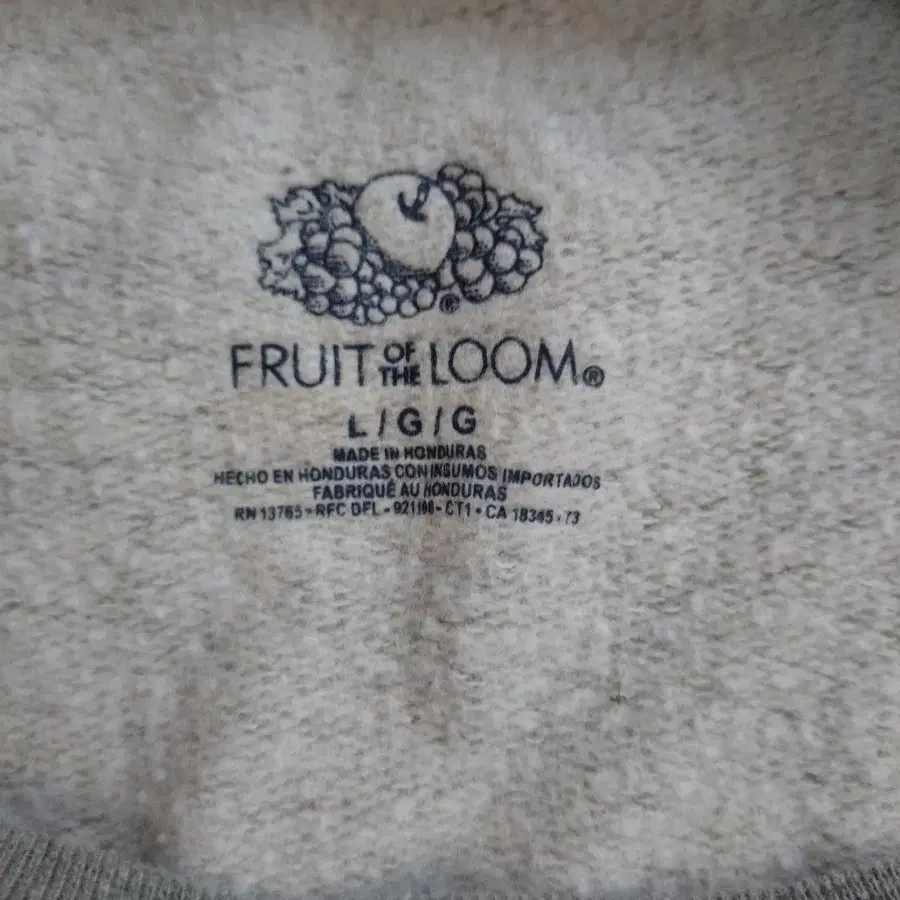 FRUIT OF THE LOOM®
L/G/G
MADE IN HONDURAS
HECHO EN HONDURAS CON INSUMOS IMPORTADOS
FABRIQUÉ AU HONDURAS
RN 13765 - RFC DFL - - CT1 • CA 18345 - 73